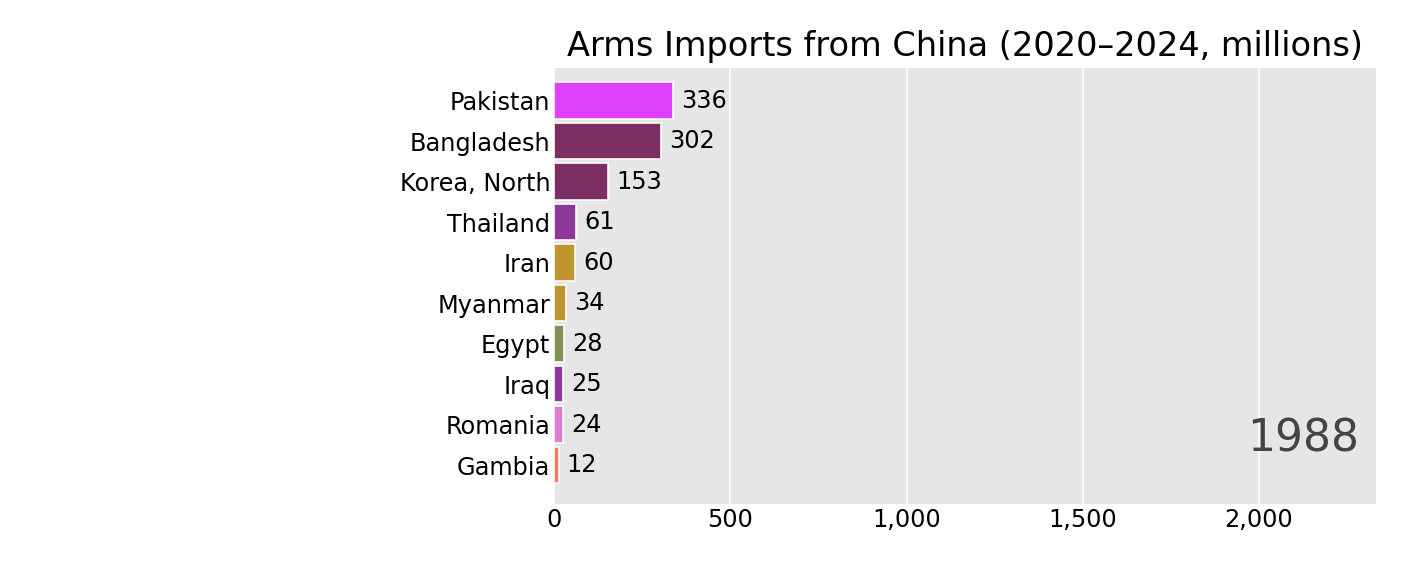 Arms Imports from China (2020–2024, millions)
Pakistan 336
Bangladesh 302
Korea, North 153
Thailand 61
Iran 60
Myanmar 34
Egypt 28
Iraq 25
Romania 24
1988
Gambia 12
0 500 1,000 1,500 2,000